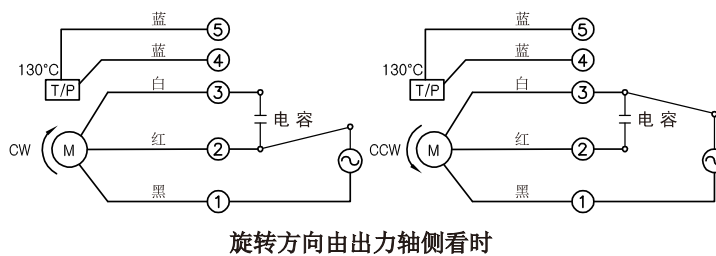 蓝 ⑤ 蓝 ⑤
蓝 ④ 蓝 ④
130°C 130°C
T/P 白 ③ T/P 白 ③
电容 电容
CW M 红 ② CCW M 红 ②
黑 ① 黑 ①
旋转方向由出力轴侧看时